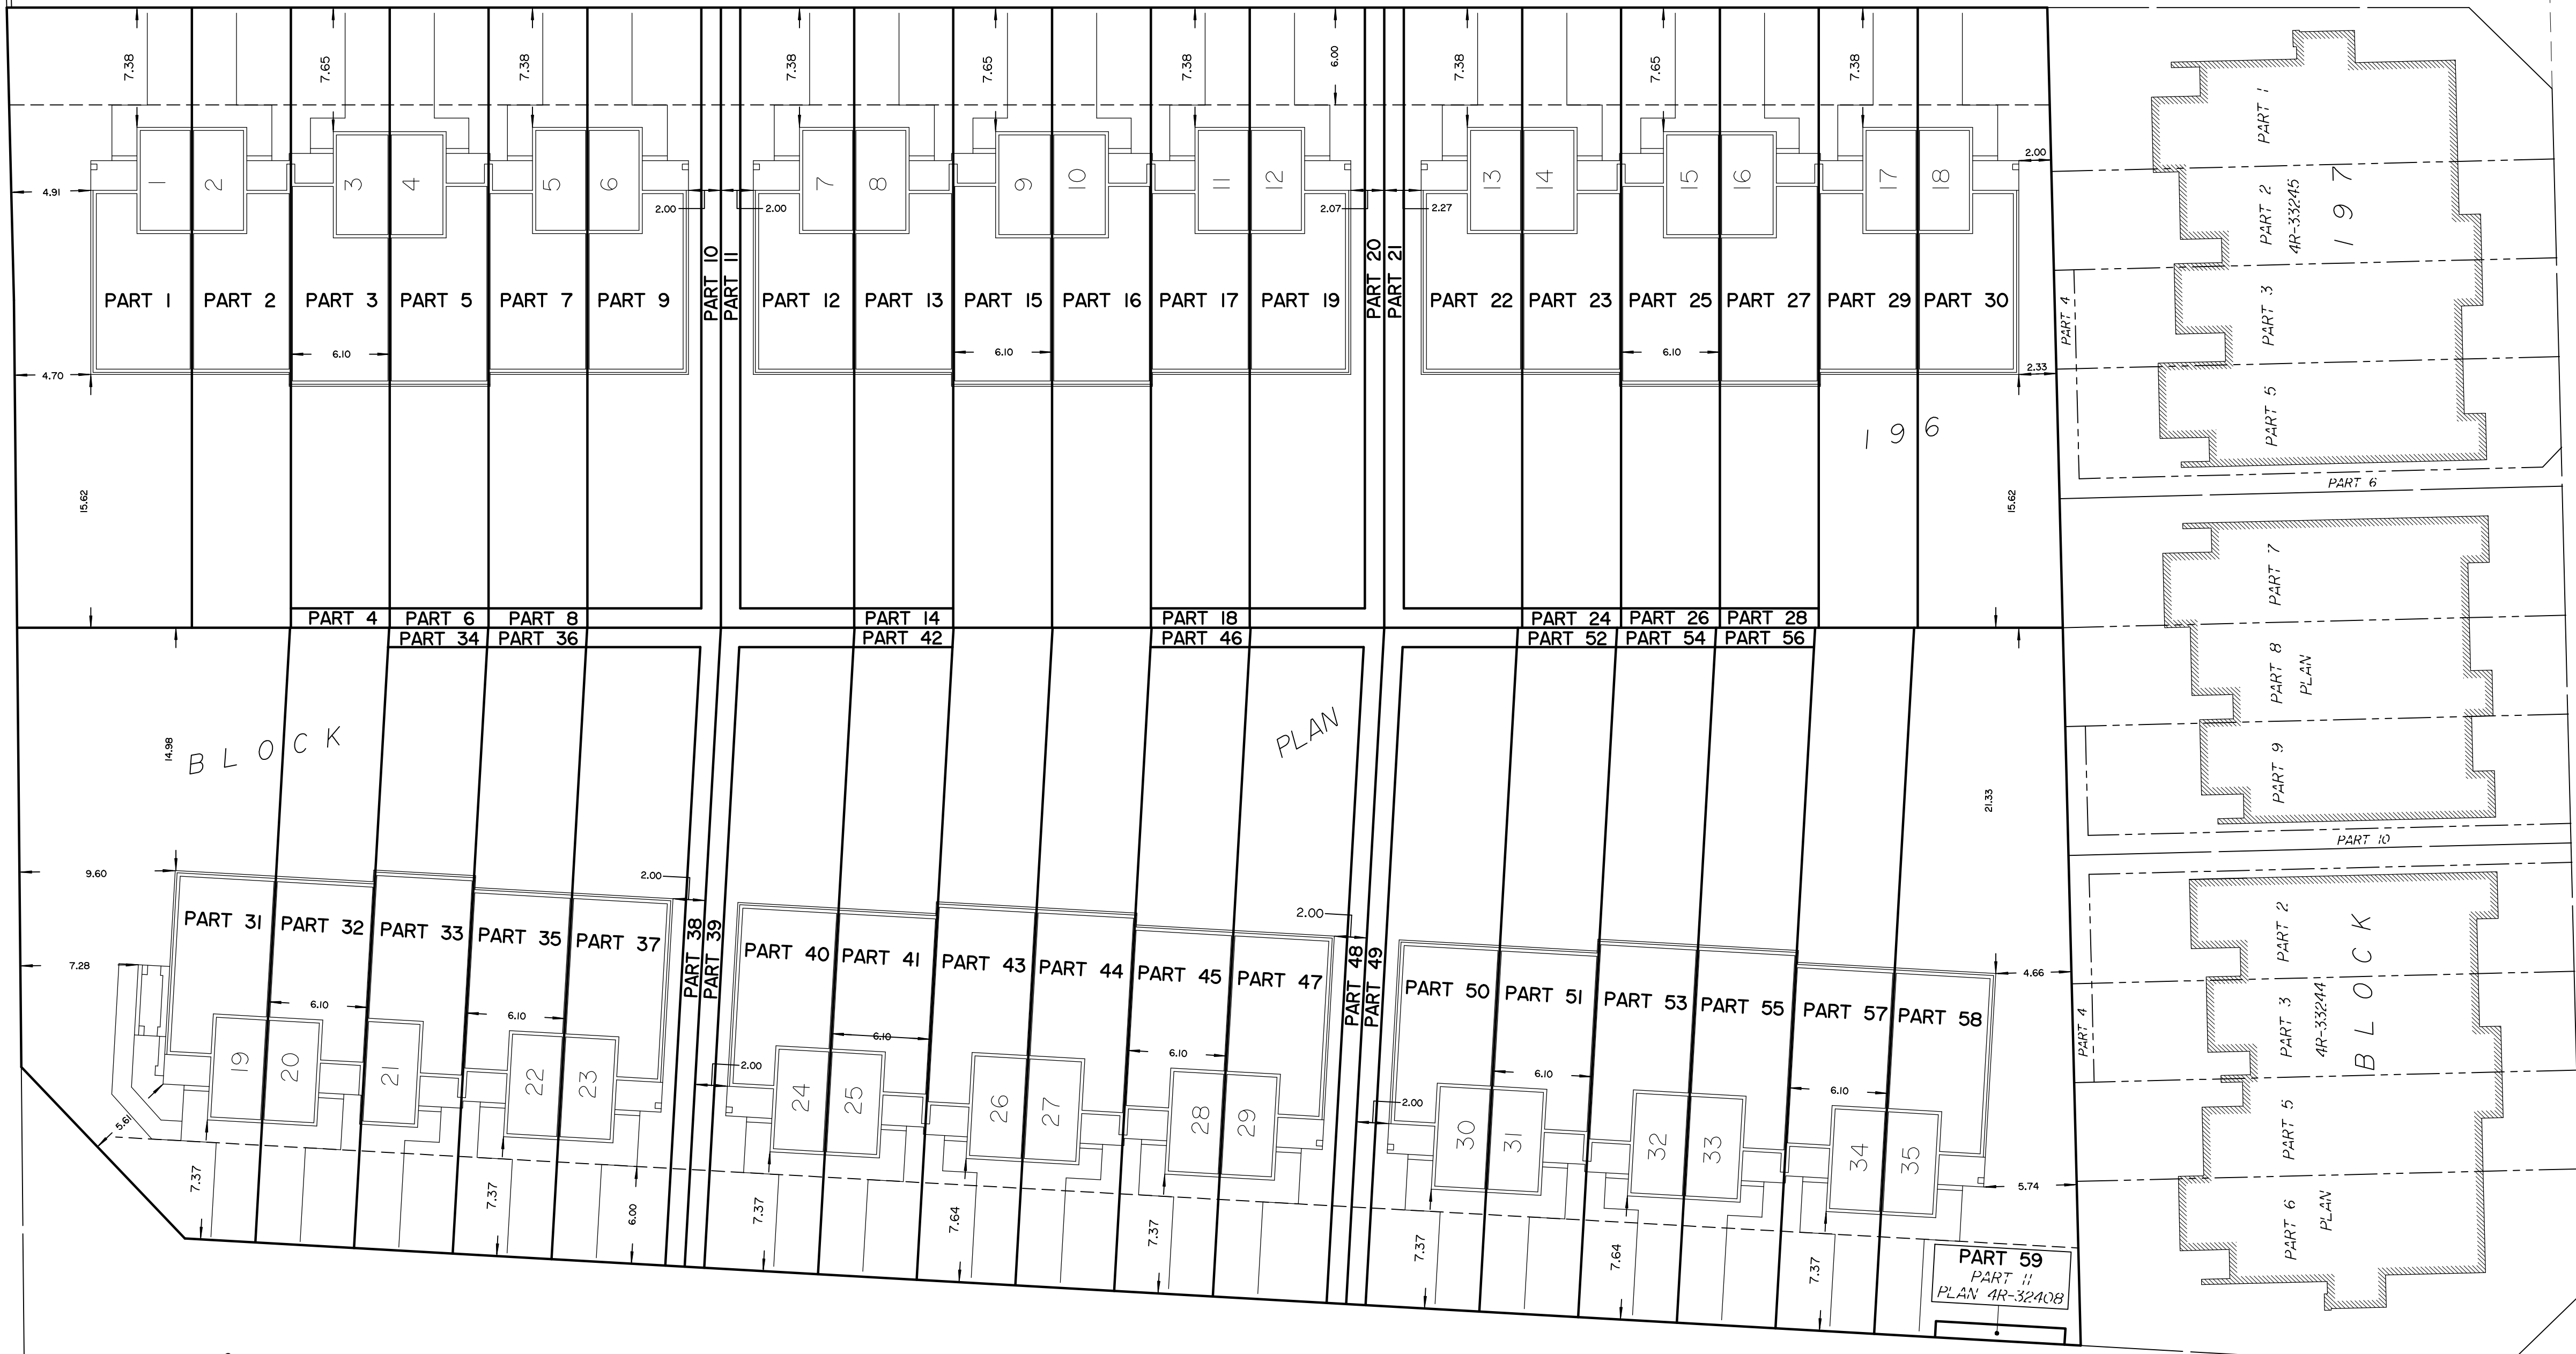 7.38
7.65
7.38
7.38
7.65
7.38
6.00
7.38
7.65
7.38
1
2
3
4
5
6
7
8
9
10
11
12
13
14
15
16
17
18
4.91
2.00
2.00
2.07
2.27
2.00
PART 1
PART 2
PART 3
PART 5
PART 7
PART 9
PART 10
PART 11
PART 12
PART 13
PART 15
PART 16
PART 17
PART 19
PART 20
PART 21
PART 22
PART 23
PART 25
PART 27
PART 29
PART 30
6.10
6.10
6.10
4.70
2.33
196
15.62
15.62
PART 4
PART 6
PART 8
PART 14
PART 18
PART 24
PART 26
PART 28
PART 34
PART 36
PART 42
PART 46
PART 52
PART 54
PART 56
BLOCK
PLAN
14.98
21.33
9.60
2.00
2.00
7.28
4.66
PART 31
PART 32
PART 33
PART 35
PART 37
PART 38
PART 39
PART 40
PART 41
PART 43
PART 44
PART 45
PART 47
PART 48
PART 49
PART 50
PART 51
PART 53
PART 55
PART 57
PART 58
6.10
6.10
6.10
6.10
6.10
6.10
2.00
2.00
19
20
21
22
23
24
25
26
27
28
29
30
31
32
33
34
35
5.61
5.74
7.37
7.37
6.00
7.37
7.64
7.37
7.37
7.64
7.37
PART 59
PART 11
PLAN 4R-32408
PART 1
PART 2
4R-33245
197
PART 3
PART 4
PART 5
PART 6
PART 7
PART 8
PLAN
PART 9
PART 10
PART 2
PART 3
4R-33244
BLOCK
PART 4
PART 5
PART 6
PLAN